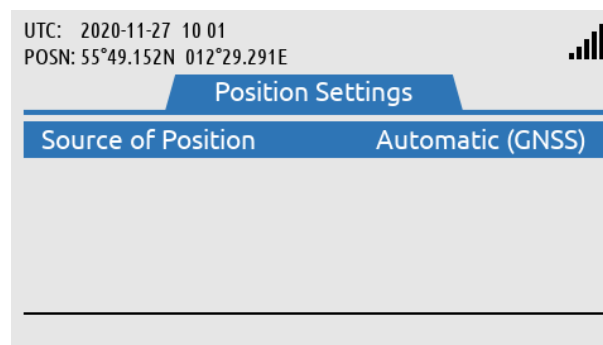 UTC: 2020-11-27 10 01
POSN: 55°49.152N 012°29.291E
Position Settings
Source of Position Automatic (GNSS)